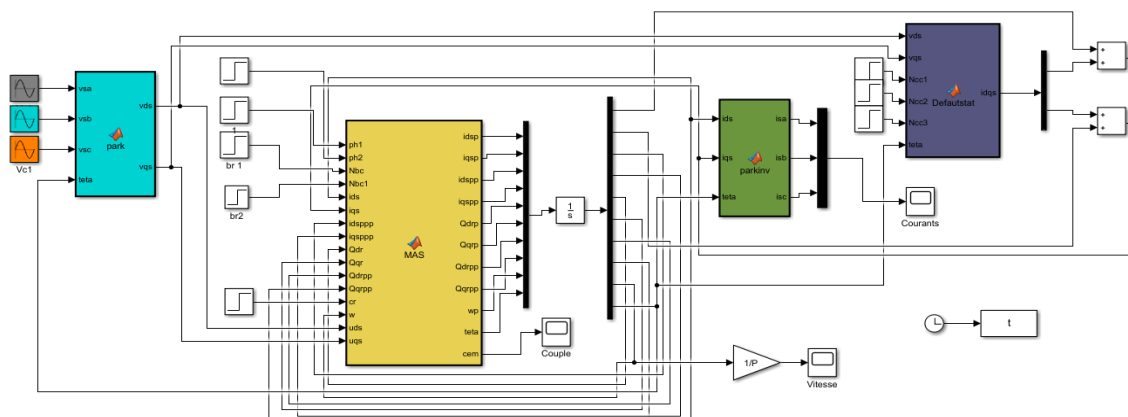 vsa
vsb
vsc
teta
vds
vqs
park
Vc1
1
br 1
br2
ph1
ph2
Nbc
Nbc1
ids
iqs
idsppp
iqsppp
Qdr
Qqr
Qdrpp
Qqrpp
cr
w
uds
uqs
MAS
idsp
iqsp
idspp
iqspp
Qdrp
Qqrp
Qdrpp
Qqrpp
wp
teta
cem
Couple
1
s
1/P
Vitesse
ids
iqs
teta
parkinv
isa
isb
isc
Courants
vds
vqs
Ncc1
Ncc2
Ncc3
teta
Defautstat
idqs
+
+
+
+
t